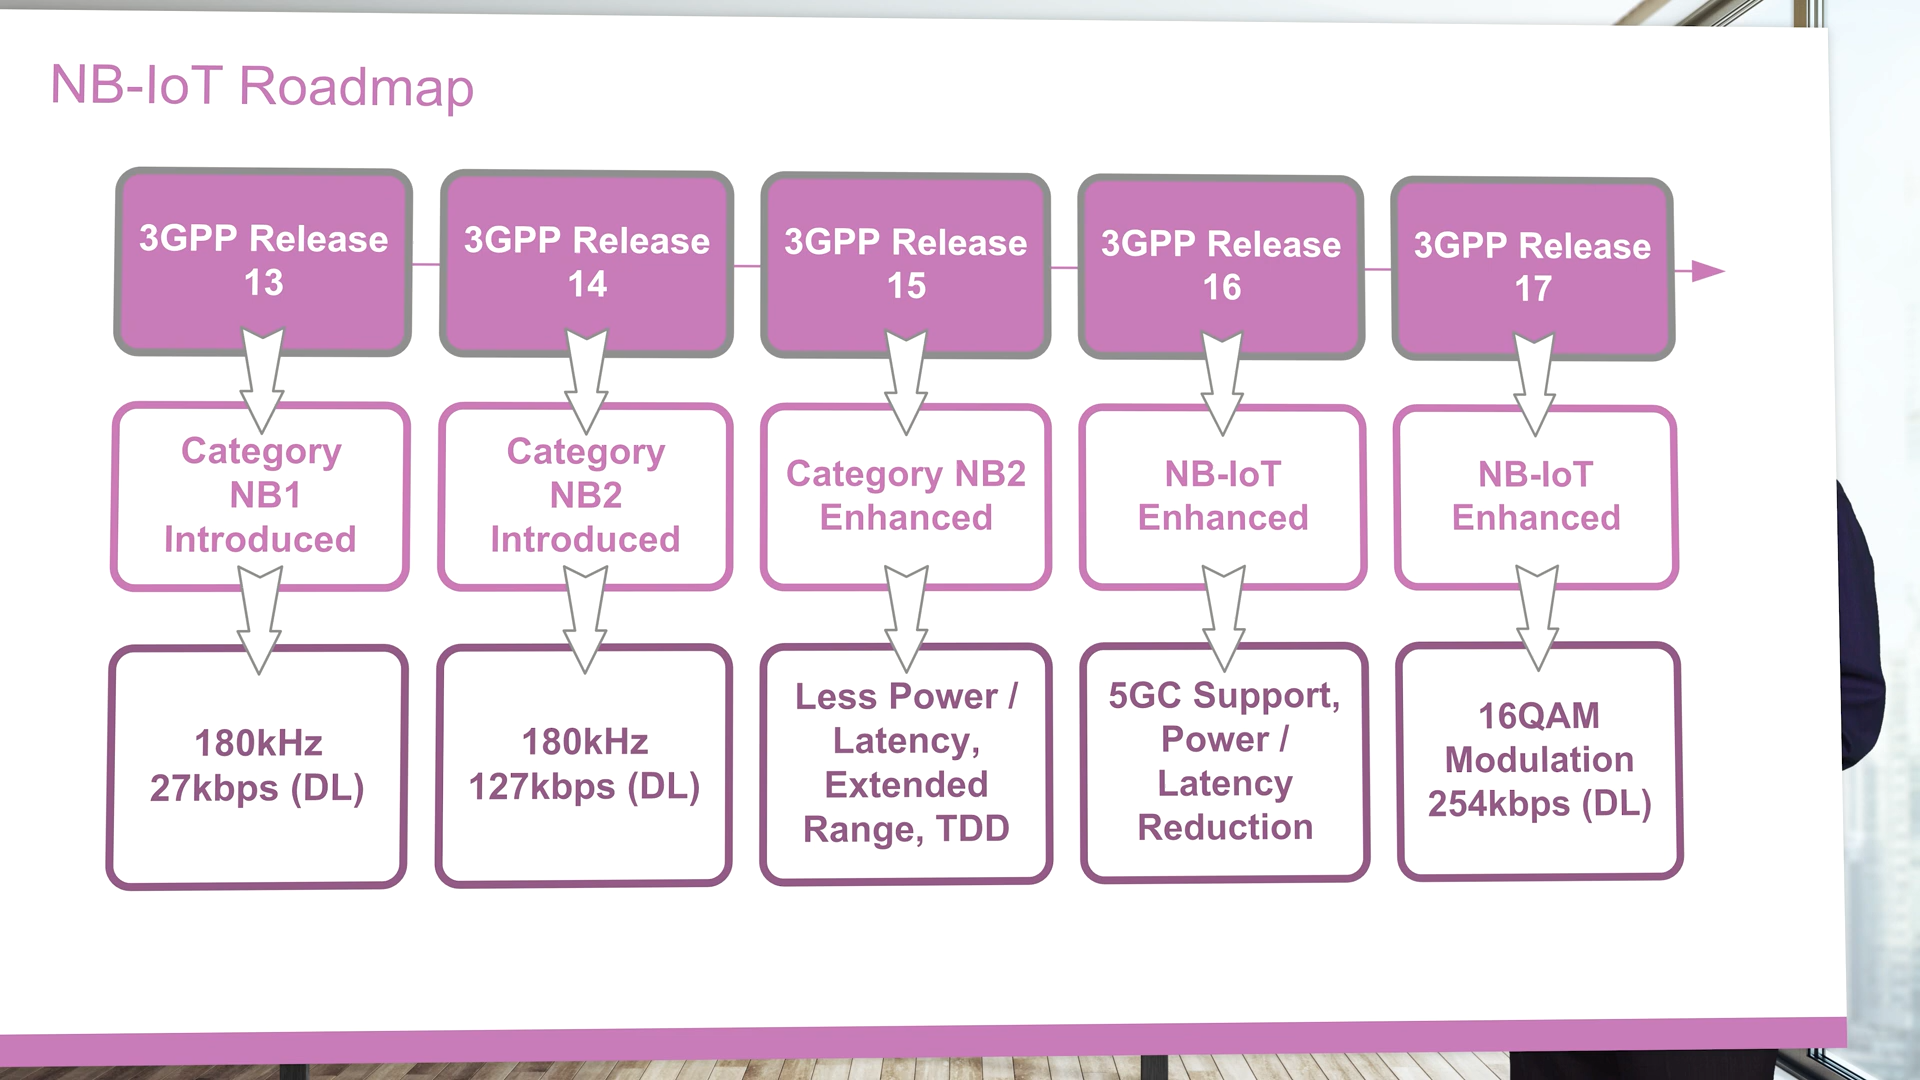 NB-IoT Roadmap
3GPP Release
13
3GPP Release
14
3GPP Release
15
3GPP Release
16
3GPP Release
17
Category
NB1
Introduced
Category
NB2
Introduced
Category NB2
Enhanced
NB-IoT
Enhanced
NB-IoT
Enhanced
180kHz
27kbps (DL)
180kHz
127kbps (DL)
Less Power /
Latency,
Extended
Range, TDD
5GC Support,
Power /
Latency
Reduction
16QAM
Modulation
254kbps (DL)